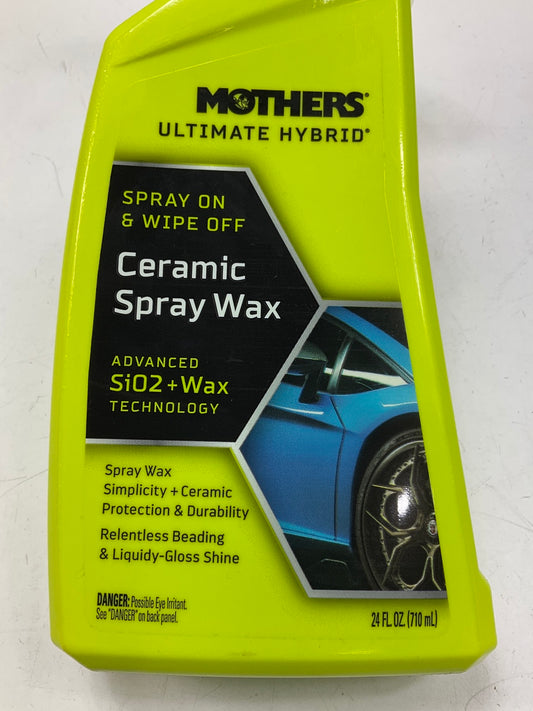 MOTHERS®
ULTIMATE HYBRID®
SPRAY ON
& WIPE OFF
Ceramic
Spray Wax
ADVANCED
SiO2+Wax
TECHNOLOGY
Spray Wax
Simplicity + Ceramic
Protection & Durability
Relentless Beading
& Liquidy-Gloss Shine
DANGER: Possible Eye Irritant.
See "DANGER" on back panel.
24 FL. OZ. (710 mL)